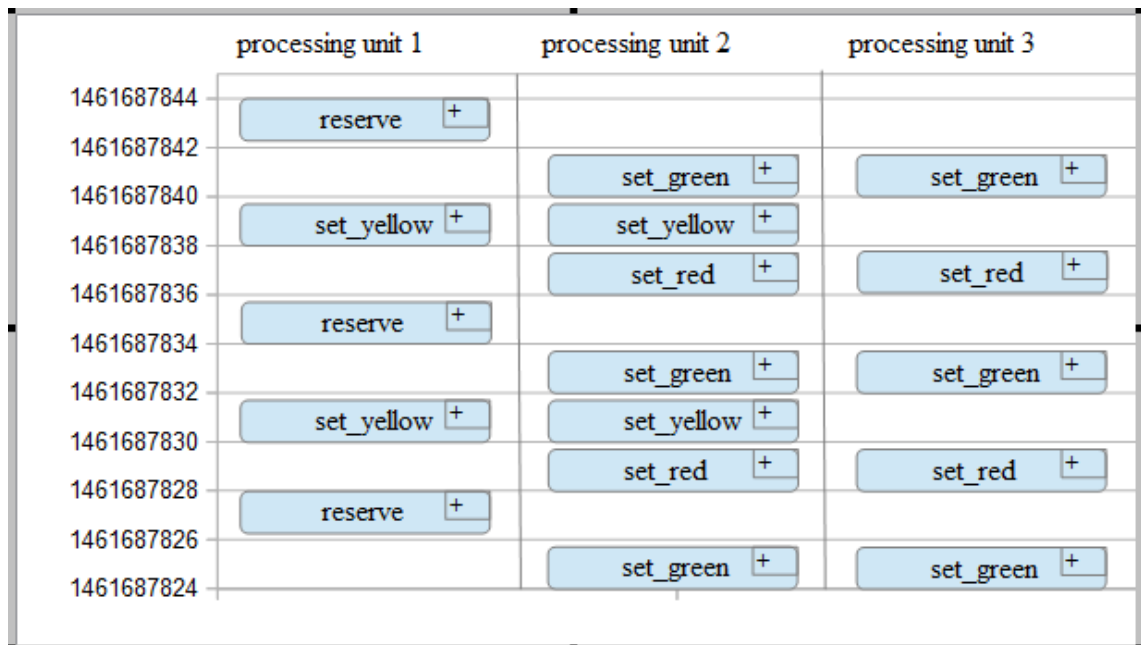 processing unit 1 processing unit 2 processing unit 3
1461687844
reserve +
1461687842
set_green + set_green +
1461687840
set_yellow + set_yellow +
1461687838
set_red + set_red +
1461687836
reserve +
1461687834
set_green + set_green +
1461687832
set_yellow + set_yellow +
1461687830
set_red + set_red +
1461687828
reserve +
1461687826
set_green + set_green +
1461687824